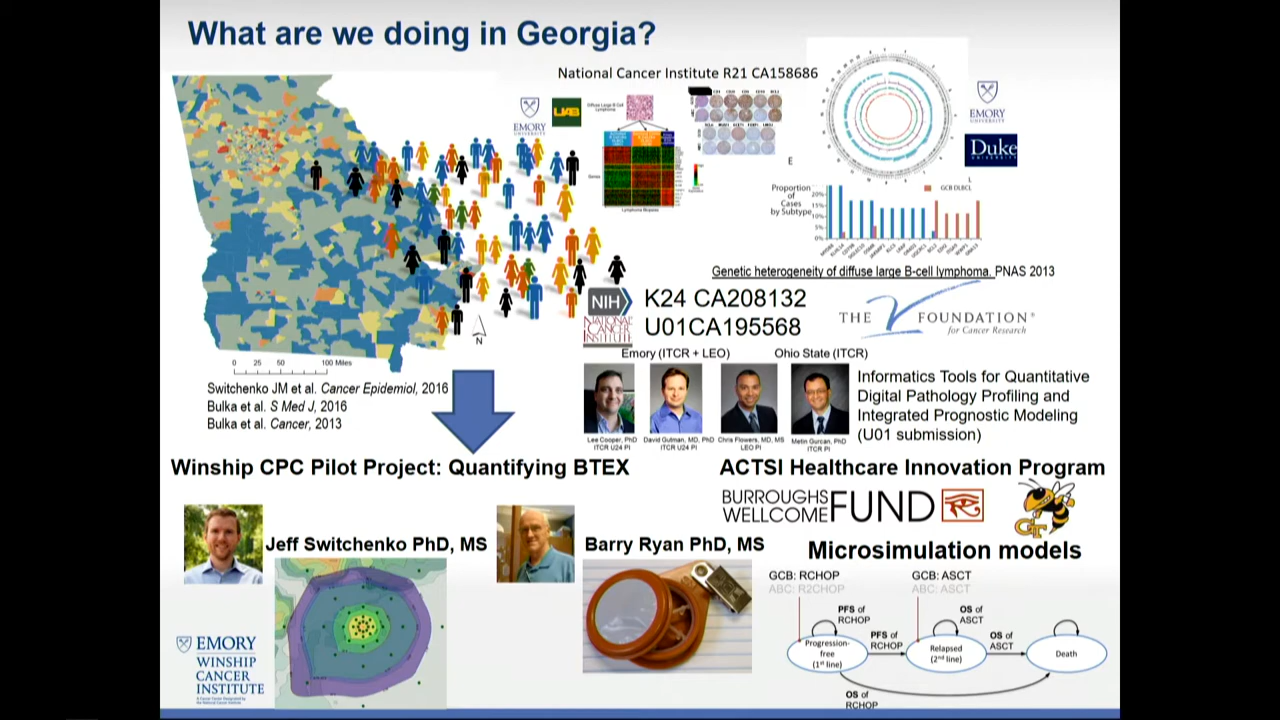 What are we doing in Georgia?
National Cancer Institute R21 CA158686
EMORY
UNIVERSITY
UAB
Diffuse Large B Cell
Lymphoma
Genes
Lymphoma Biopsies
E
L
EMORY
UNIVERSITY
Duke
UNIVERSITY
Proportion
of
Cases
by Subtype
20%
15%
10%
5%
0%
GCB DLBCL
Genetic heterogeneity of diffuse large B-cell lymphoma. PNAS 2013
N
0 25 50 100 Miles
NIH
NATIONAL
CANCER
INSTITUTE
K24 CA208132
U01CA195568
THE V FOUNDATION®
for Cancer Research
Emory (ITCR + LEO)
Ohio State (ITCR)
Lee Cooper, PhD
ITCR U24 PI
David Gutman, MD, PhD
ITCR U24 PI
Chris Flowers, MD, MS
LEO PI
Metin Gurcan, PhD
ITCR PI
Informatics Tools for Quantitative
Digital Pathology Profiling and
Integrated Prognostic Modeling
(U01 submission)
Switchenko JM et al. Cancer Epidemiol, 2016
Bulka et al. S Med J, 2016
Bulka et al. Cancer, 2013
Winship CPC Pilot Project: Quantifying BTEX
Jeff Switchenko PhD, MS
Barry Ryan PhD, MS
EMORY
WINSHIP
CANCER
INSTITUTE
ACTSI Healthcare Innovation Program
BURROUGHS
WELLCOME
FUND
GT
Microsimulation models
GCB: RCHOP
ABC: R2CHOP
GCB: ASCT
ABC: ASCT
PFS of
RCHOP
OS of
ASCT
Progression-
free
(1st line)
PFS of
RCHOP
Relapsed
(2nd line)
OS of
ASCT
Death
OS of
RCHOP